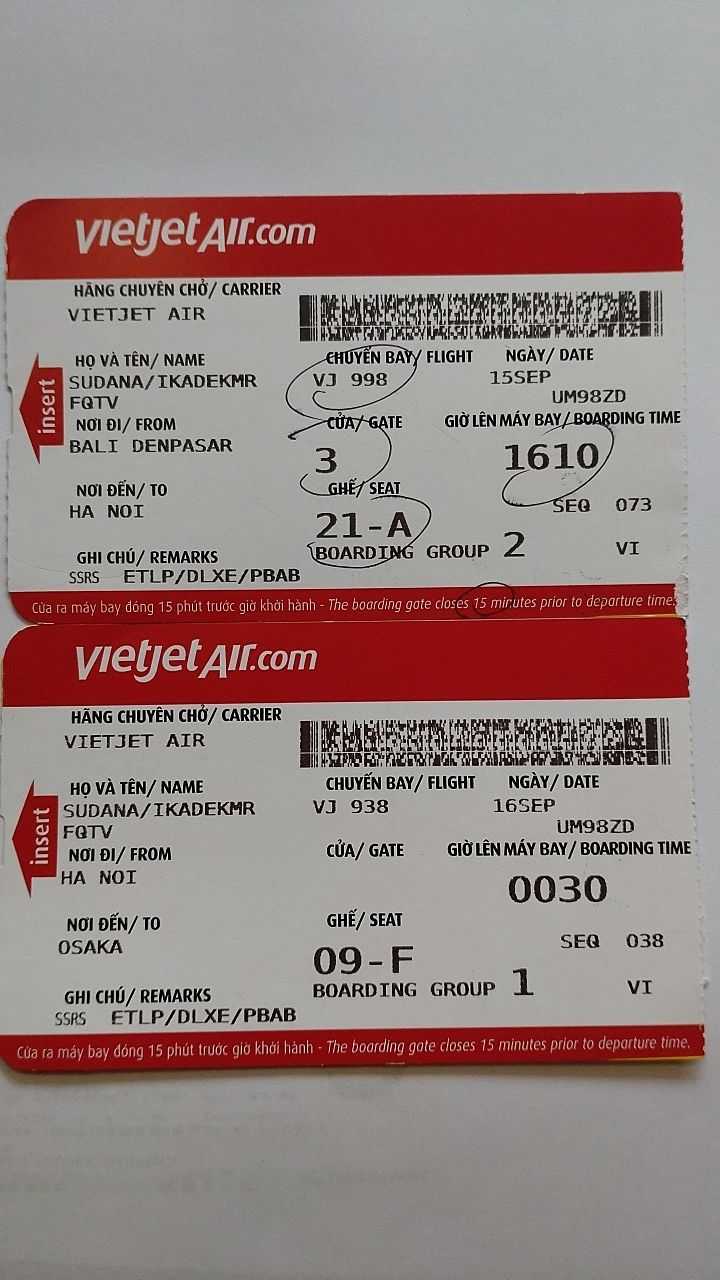 vietjetAir.com
HÃNG CHUYÊN CHỞ/ CARRIER
VIETJET AIR
HỌ VÀ TÊN/ NAME CHUYẾN BAY/ FLIGHT NGÀY/ DATE
SUDANA/IKADEKMR VJ 998 15SEP
FQTV UM98ZD
NƠI ĐI/ FROM CỬA/ GATE GIỜ LÊN MÁY BAY/ BOARDING TIME
BALI DENPASAR 3 1610
insert
NƠI ĐẾN/ TO GHẾ/ SEAT
HA NOI 21-A SEQ 073
BOARDING GROUP 2 VI
GHI CHÚ/ REMARKS
SSRS ETLP/DLXE/PBAB
Cửa ra máy bay đóng 15 phút trước giờ khởi hành - The boarding gate closes 15 minutes prior to departure time.
vietjetAir.com
HÃNG CHUYÊN CHỞ/ CARRIER
VIETJET AIR
HỌ VÀ TÊN/ NAME CHUYẾN BAY/ FLIGHT NGÀY/ DATE
SUDANA/IKADEKMR VJ 938 16SEP
FQTV UM98ZD
NƠI ĐI/ FROM CỬA/ GATE GIỜ LÊN MÁY BAY/ BOARDING TIME
HA NOI 0030
insert
NƠI ĐẾN/ TO GHẾ/ SEAT
OSAKA 09-F SEQ 038
BOARDING GROUP 1 VI
GHI CHÚ/ REMARKS
SSRS ETLP/DLXE/PBAB
Cửa ra máy bay đóng 15 phút trước giờ khởi hành - The boarding gate closes 15 minutes prior to departure time.